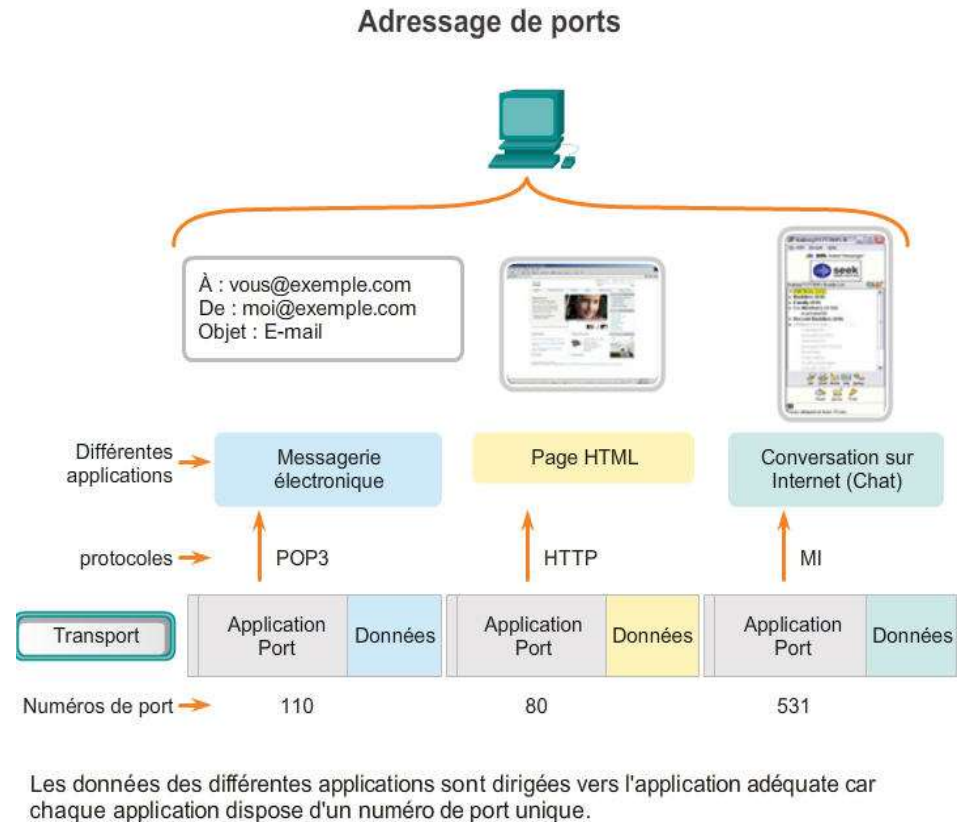 Adressage de ports
À : vous@exemple.com
De : moi@exemple.com
Objet : E-mail
seek
Différentes
applications
Messagerie
électronique
Page HTML
Conversation sur
Internet (Chat)
protocoles
POP3
HTTP
MI
Transport
Application
Port
Données
Application
Port
Données
Application
Port
Données
Numéros de port
110
80
531
Les données des différentes applications sont dirigées vers l'application adéquate car
chaque application dispose d'un numéro de port unique.